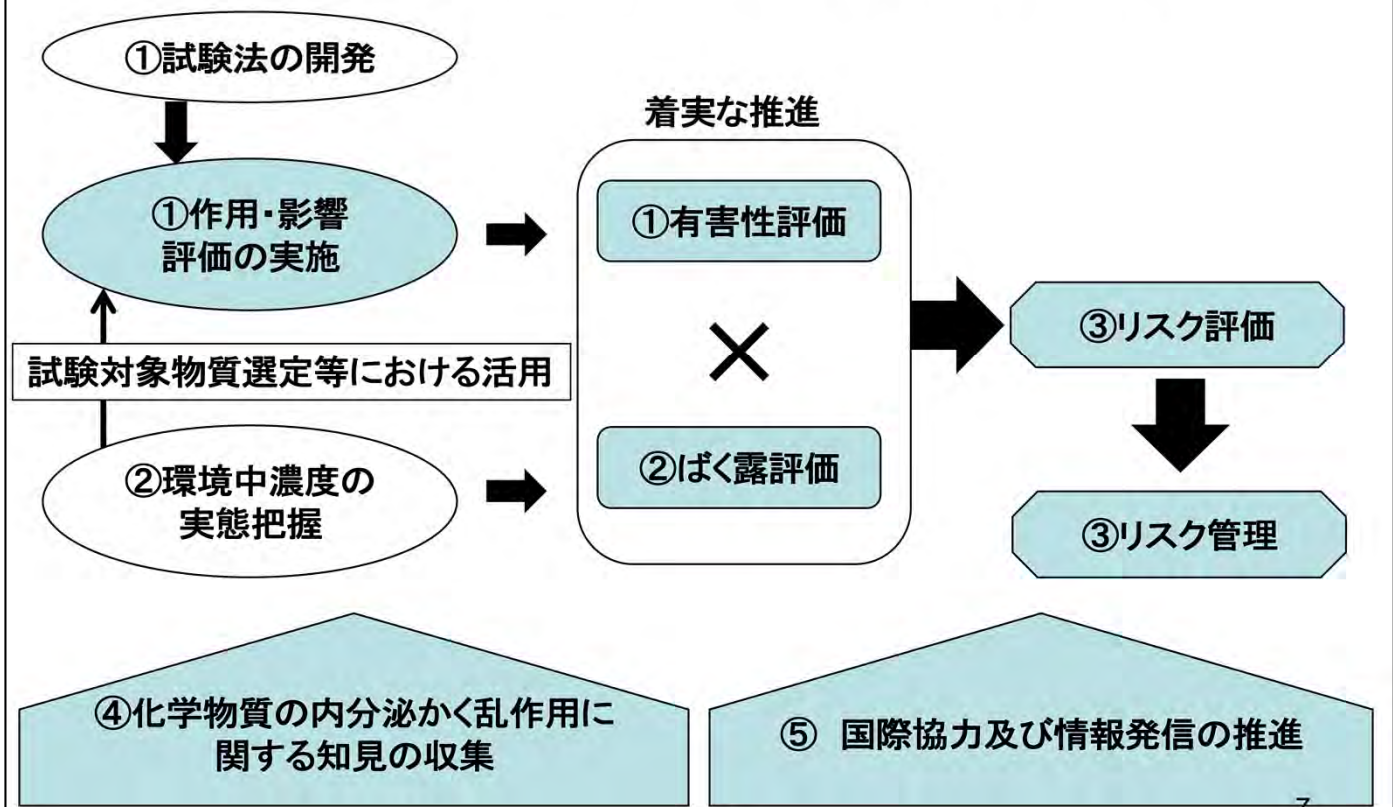 ①試験法の開発
着実な推進
①作用・影響
評価の実施
①有害性評価
×
③リスク評価
試験対象物質選定等における活用
②環境中濃度の
実態把握
②ばく露評価
③リスク管理
④化学物質の内分泌かく乱作用に
関する知見の収集
⑤ 国際協力及び情報発信の推進